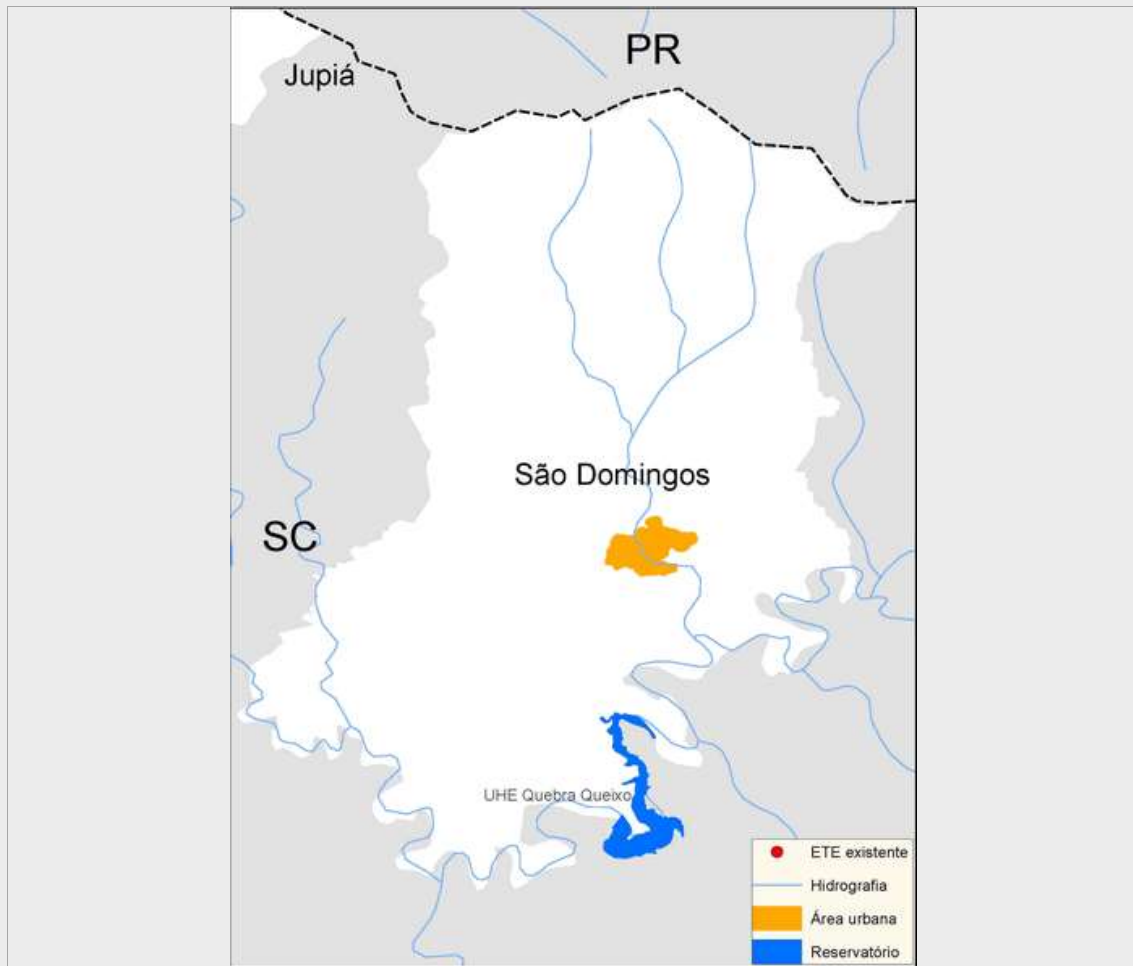 PR
Jupiá
São Domingos
SC
UHE Quebra Queixo
ETE existente
Hidrografia
Área urbana
Reservatório